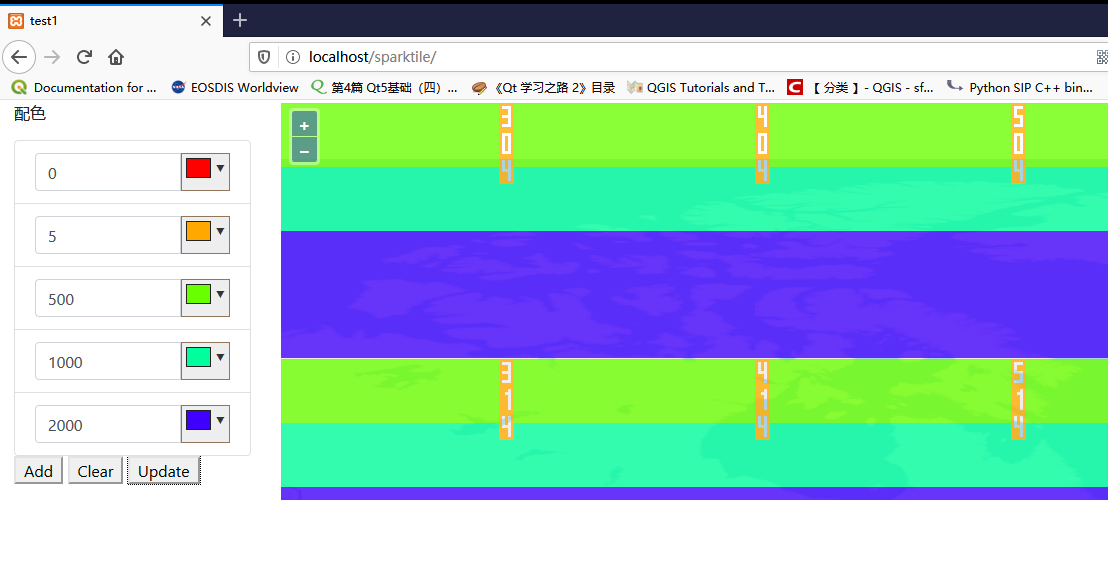 test1
localhost/sparktile/
Documentation for ... EOSDIS Worldview 第4篇 Qt5基础（四）... 《Qt 学习之路 2》目录 QGIS Tutorials and T... 【 分类 】- QGIS - sf... Python SIP C++ bin...
配色
0
5
500
1000
2000
Add Clear Update
+
−
3 4 5
0 0 0
4 4 4
3 4 5
1 1 1
4 4 4